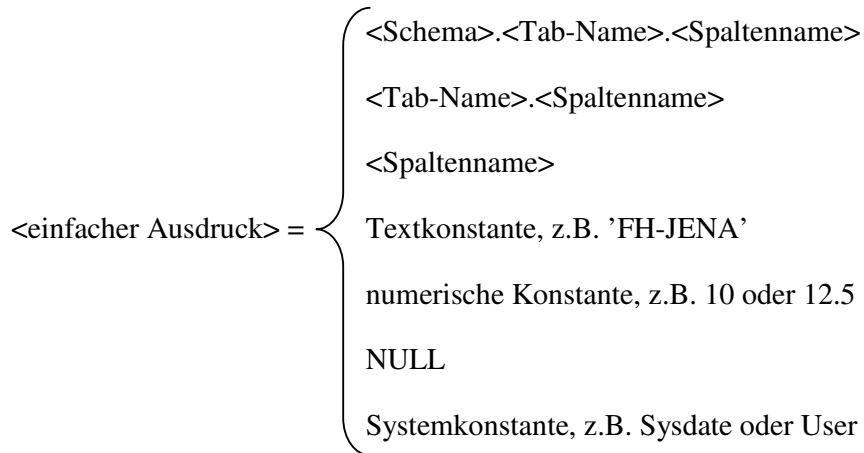 <Schema>.<Tab-Name>.<Spaltenname>
<Tab-Name>.<Spaltenname>
<Spaltenname>
<einfacher Ausdruck> = Textkonstante, z.B. ’FH-JENA’
numerische Konstante, z.B. 10 oder 12.5
NULL
Systemkonstante, z.B. Sysdate oder User